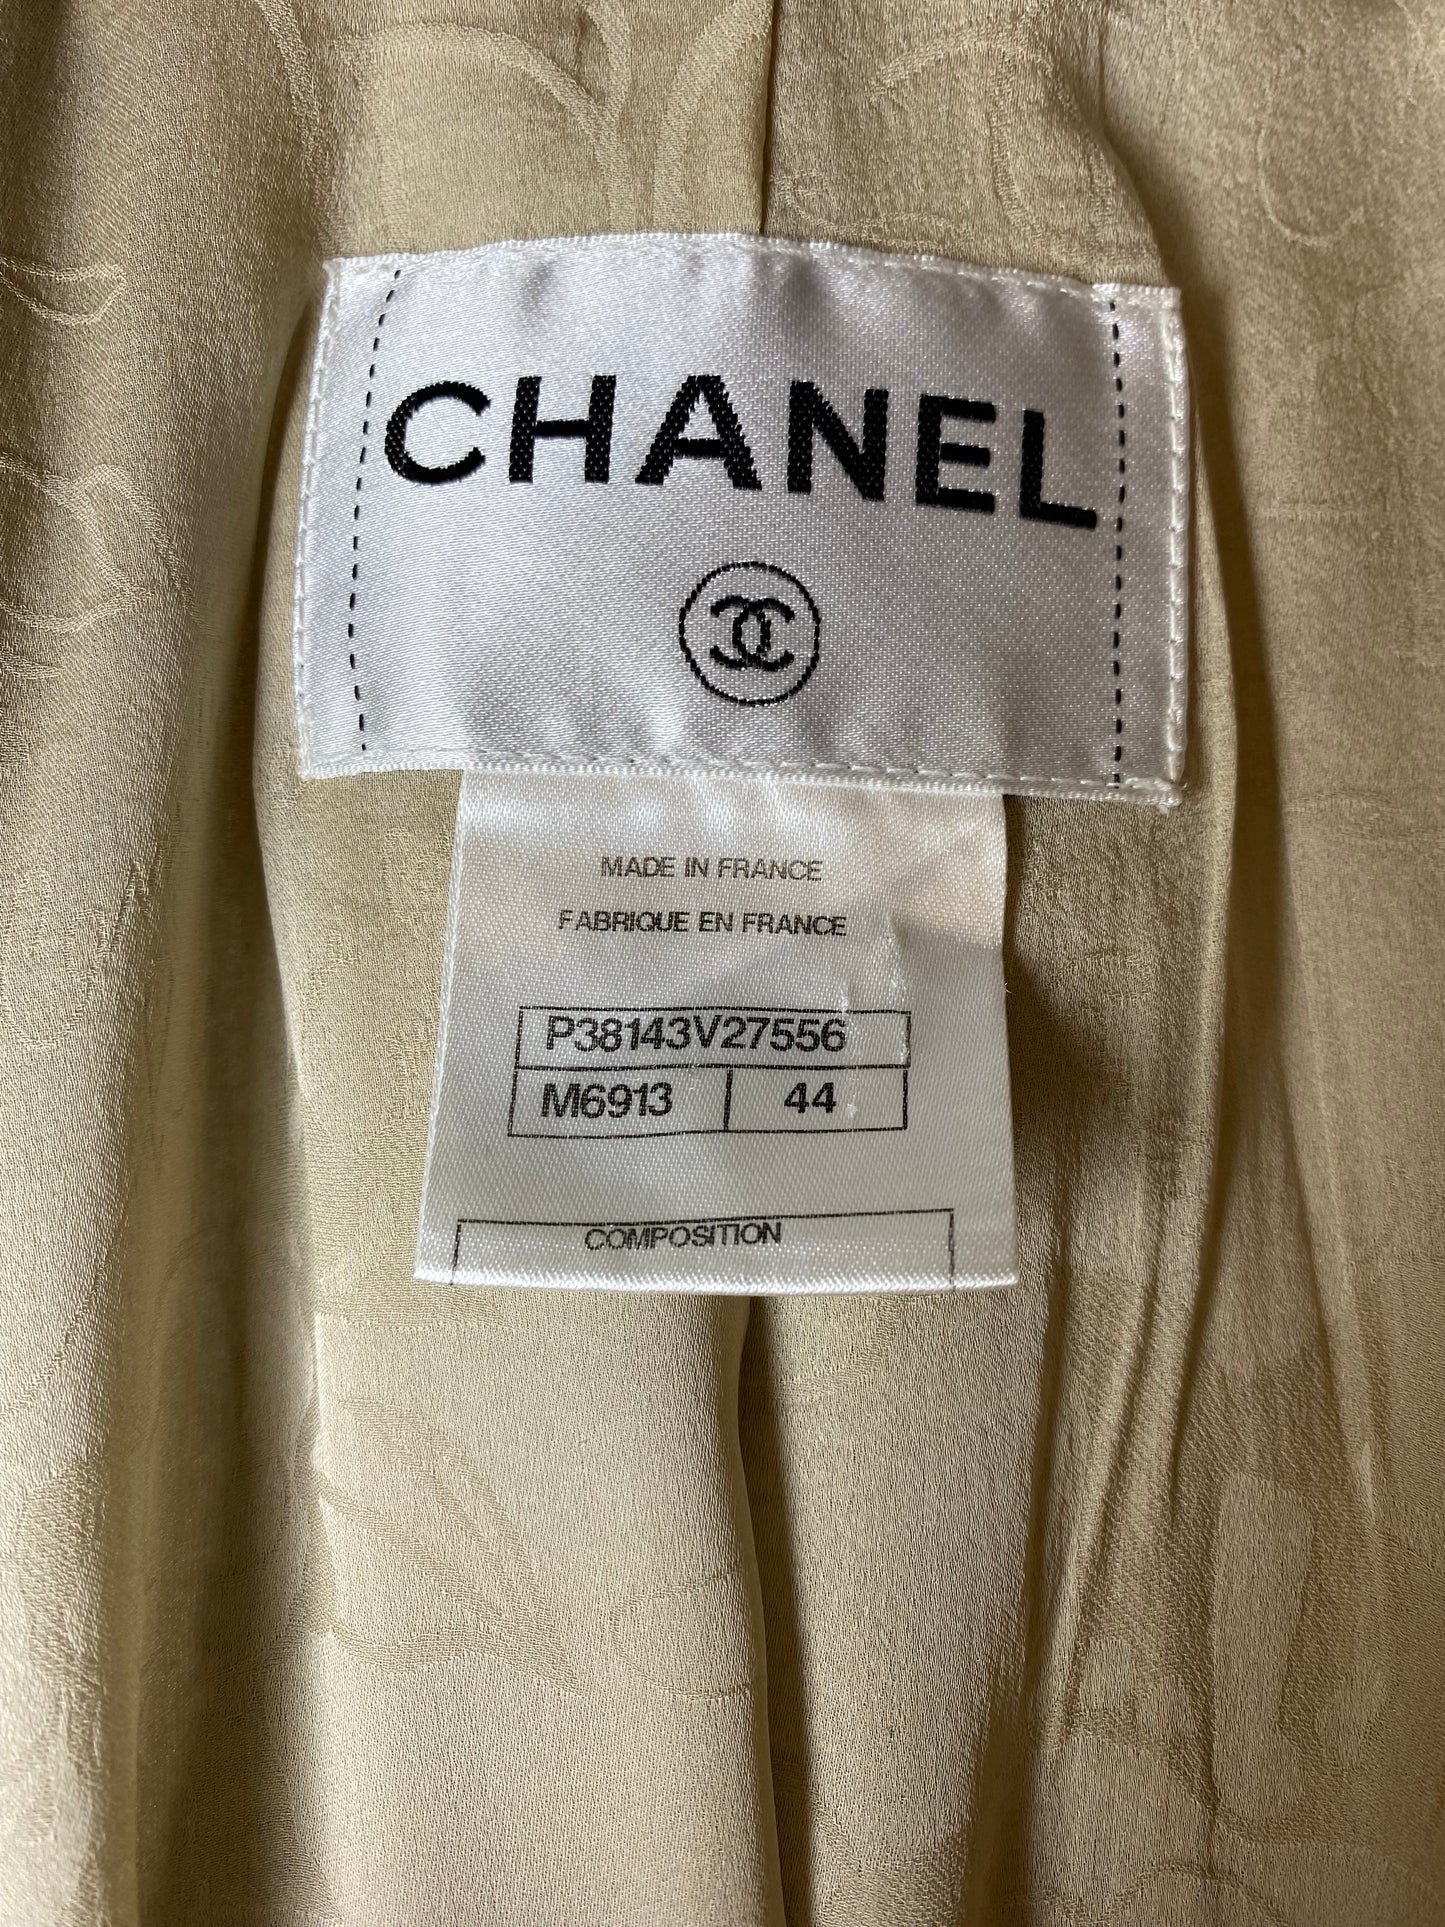 CHANEL
MADE IN FRANCE
FABRIQUE EN FRANCE
P38143V27556
M6913 44
COMPOSITION